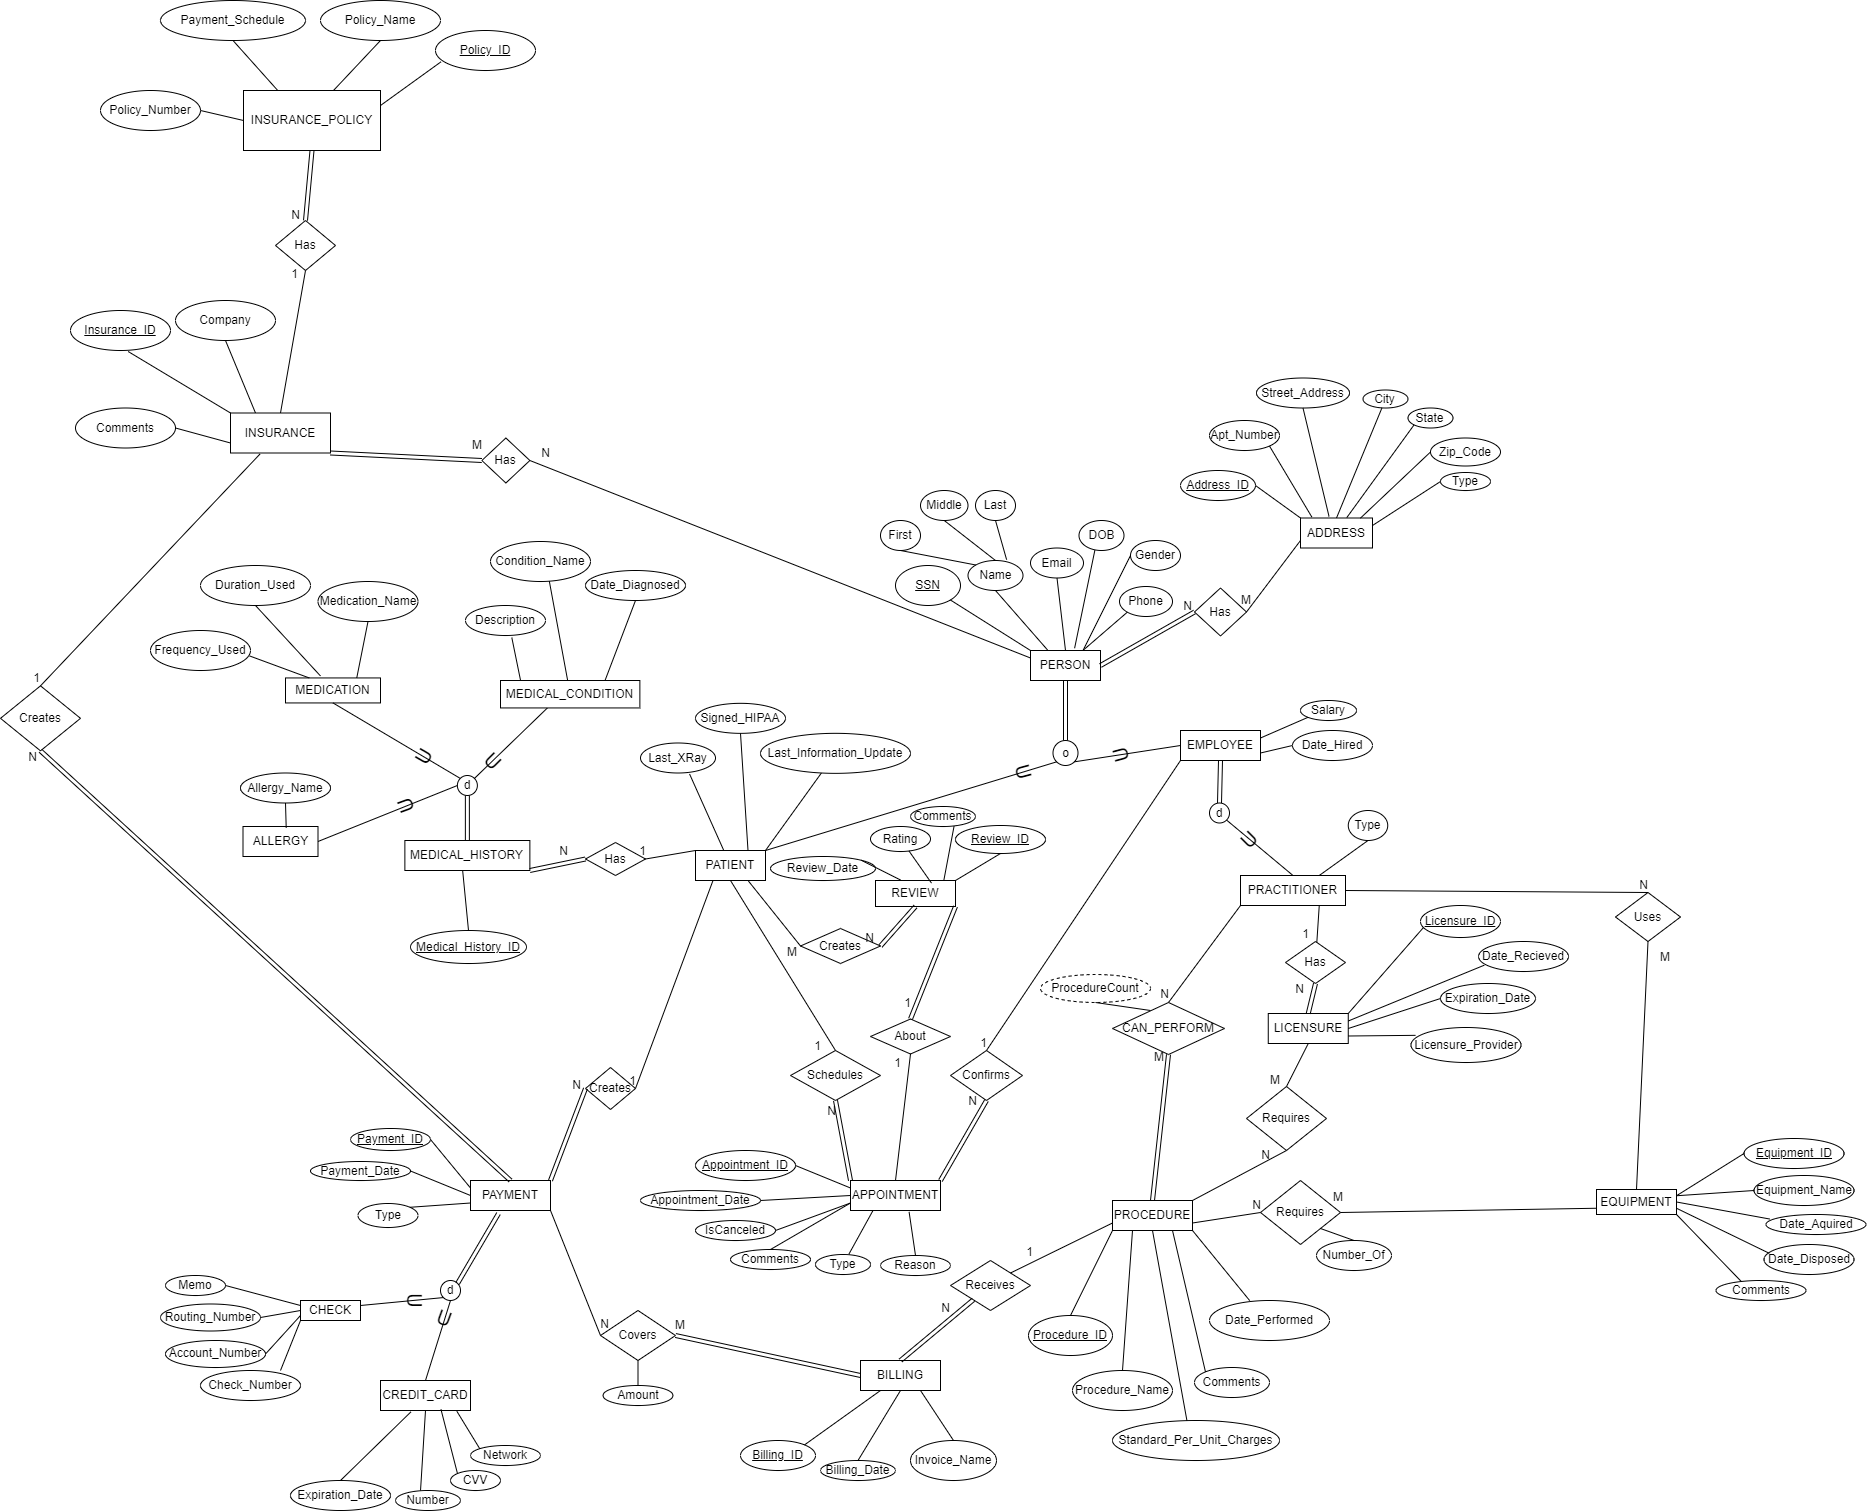 Payment_Schedule
Policy_Name
Policy_ID
Policy_Number
INSURANCE_POLICY
N
Has
1
Insurance_ID
Company
Comments
INSURANCE
M
Has
N
Street_Address
City
State
Apt_Number
Zip_Code
Address_ID
Type
ADDRESS
Middle
Last
First
DOB
Name
Email
Gender
SSN
Phone
N
Has
M
PERSON
o
Condition_Name
Duration_Used
Date_Diagnosed
Medication_Name
Description
Frequency_Used
MEDICATION
MEDICAL_CONDITION
1
Creates
N
Allergy_Name
ALLERGY
d
MEDICAL_HISTORY
Medical_History_ID
N
Has
1
Signed_HIPAA
Last_XRay
Last_Information_Update
PATIENT
Salary
EMPLOYEE
Date_Hired
d
Type
PRACTITIONER
Comments
Rating
Review_ID
Review_Date
REVIEW
M
Creates
N
Licensure_ID
N
Uses
M
1
Has
N
Date_Recieved
Expiration_Date
LICENSURE
Licensure_Provider
ProcedureCount
N
CAN_PERFORM
M
1
About
1
1
Schedules
N
1
Confirms
N
N
Creates
1
M
Requires
N
Payment_ID
Payment_Date
Type
PAYMENT
Appointment_ID
Appointment_Date
IsCanceled
Comments
Type
Reason
APPOINTMENT
PROCEDURE
N
Requires
M
Number_Of
Equipment_ID
Equipment_Name
EQUIPMENT
Date_Aquired
Date_Disposed
Comments
1
Receives
N
Memo
Routing_Number
Account_Number
Check_Number
CHECK
d
N
Covers
M
Amount
BILLING
Procedure_ID
Date_Performed
Procedure_Name
Comments
Standard_Per_Unit_Charges
CREDIT_CARD
Network
CVV
Expiration_Date
Number
Billing_ID
Billing_Date
Invoice_Name